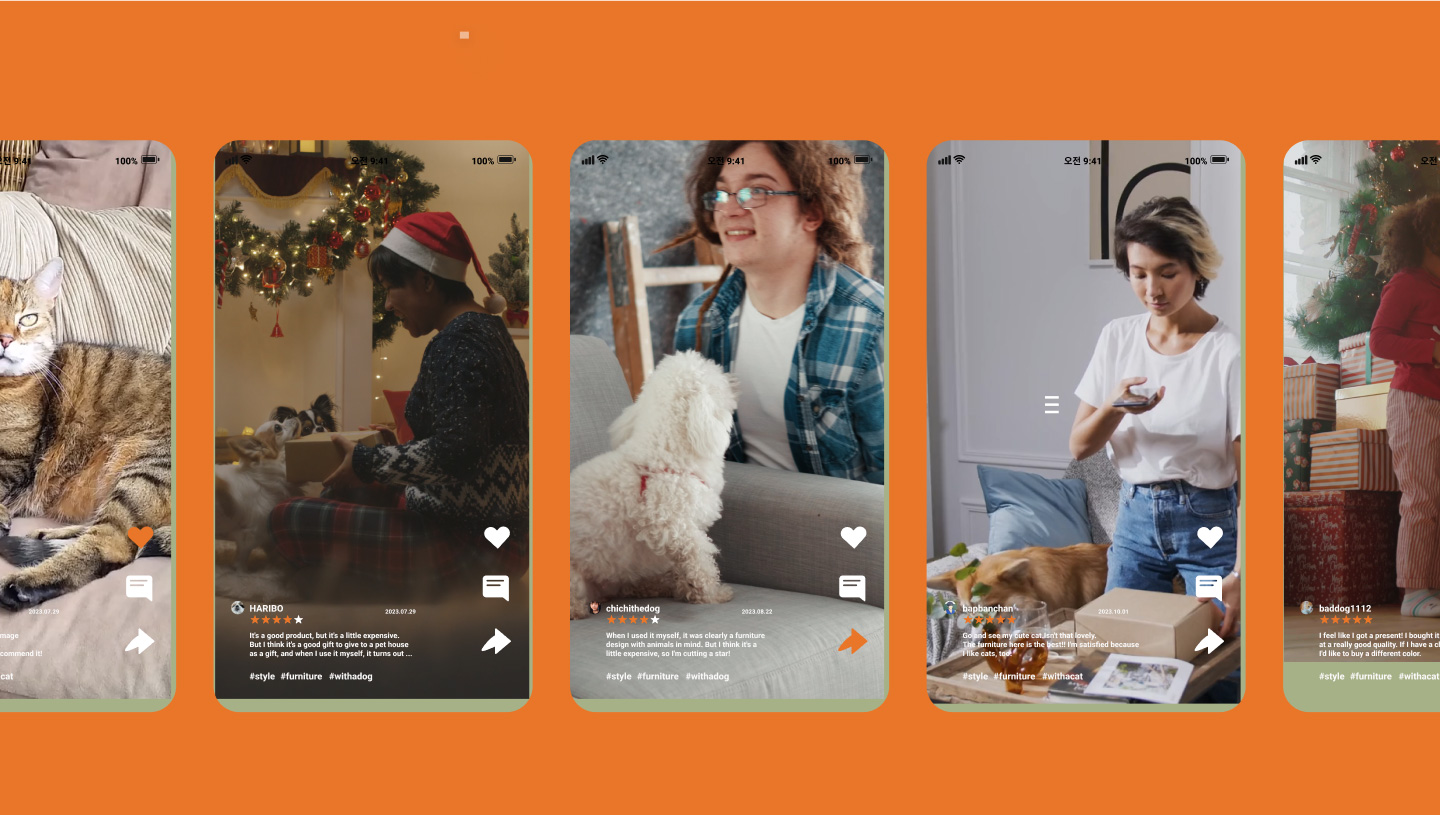 오전 9:41
100%
2023.07.29
mage
commend it!
cat
오전 9:41
100%
HARIBO
2023.07.29
It's a good product, but it's a little expensive.
But I think it's a good gift to give to a pet house
as a gift, and when I use it myself, it turns out ...
#style #furniture #withadog
오전 9:41
100%
chichithedog
2023.08.22
When I used it myself, it was clearly a furniture
design with animals in mind. But I think it's a
little expensive, so I'm cutting a star!
#style #furniture #withadog
오전 9:41
100%
bapbanchan
2023.10.01
Go and see my cute cat.Isn't that lovely.
The furniture here is the best!! I'm satisfied because
I like cats, too!
#style #furniture #withacat
오전
baddog1112
I feel like I got a present! I bought it
at a really good quality. If I have a cl
I'd like to buy a different color.
#style #furniture #withacat